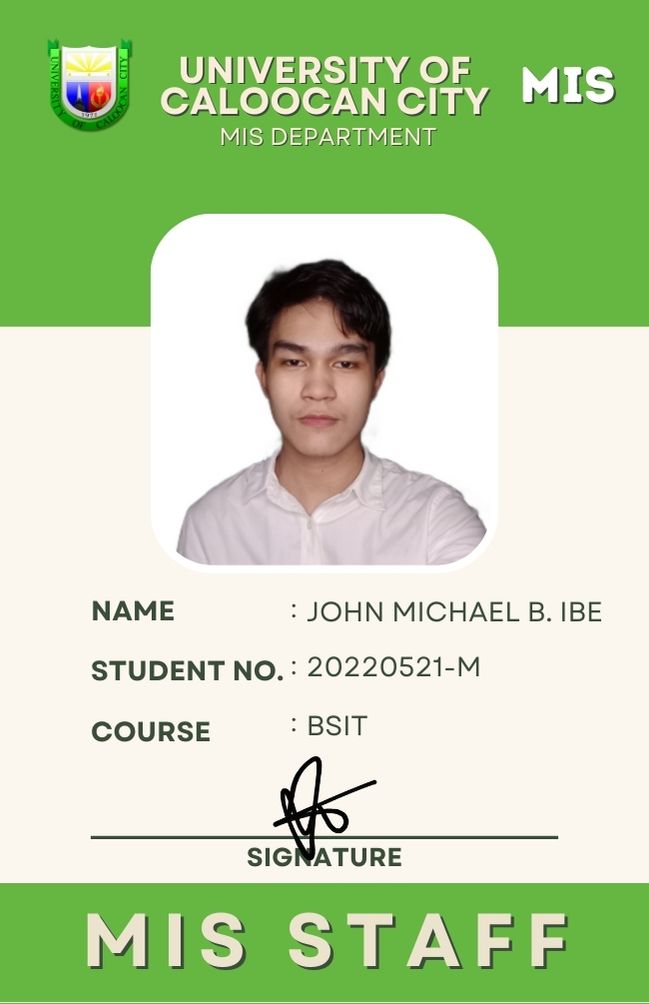 UNIVERSITY OF CALOOCAN CITY
1971
UNIVERSITY OF
CALOOCAN CITY
MIS
MIS DEPARTMENT
NAME : JOHN MICHAEL B. IBE
STUDENT NO. : 20220521-M
COURSE : BSIT
SIGNATURE
MIS STAFF